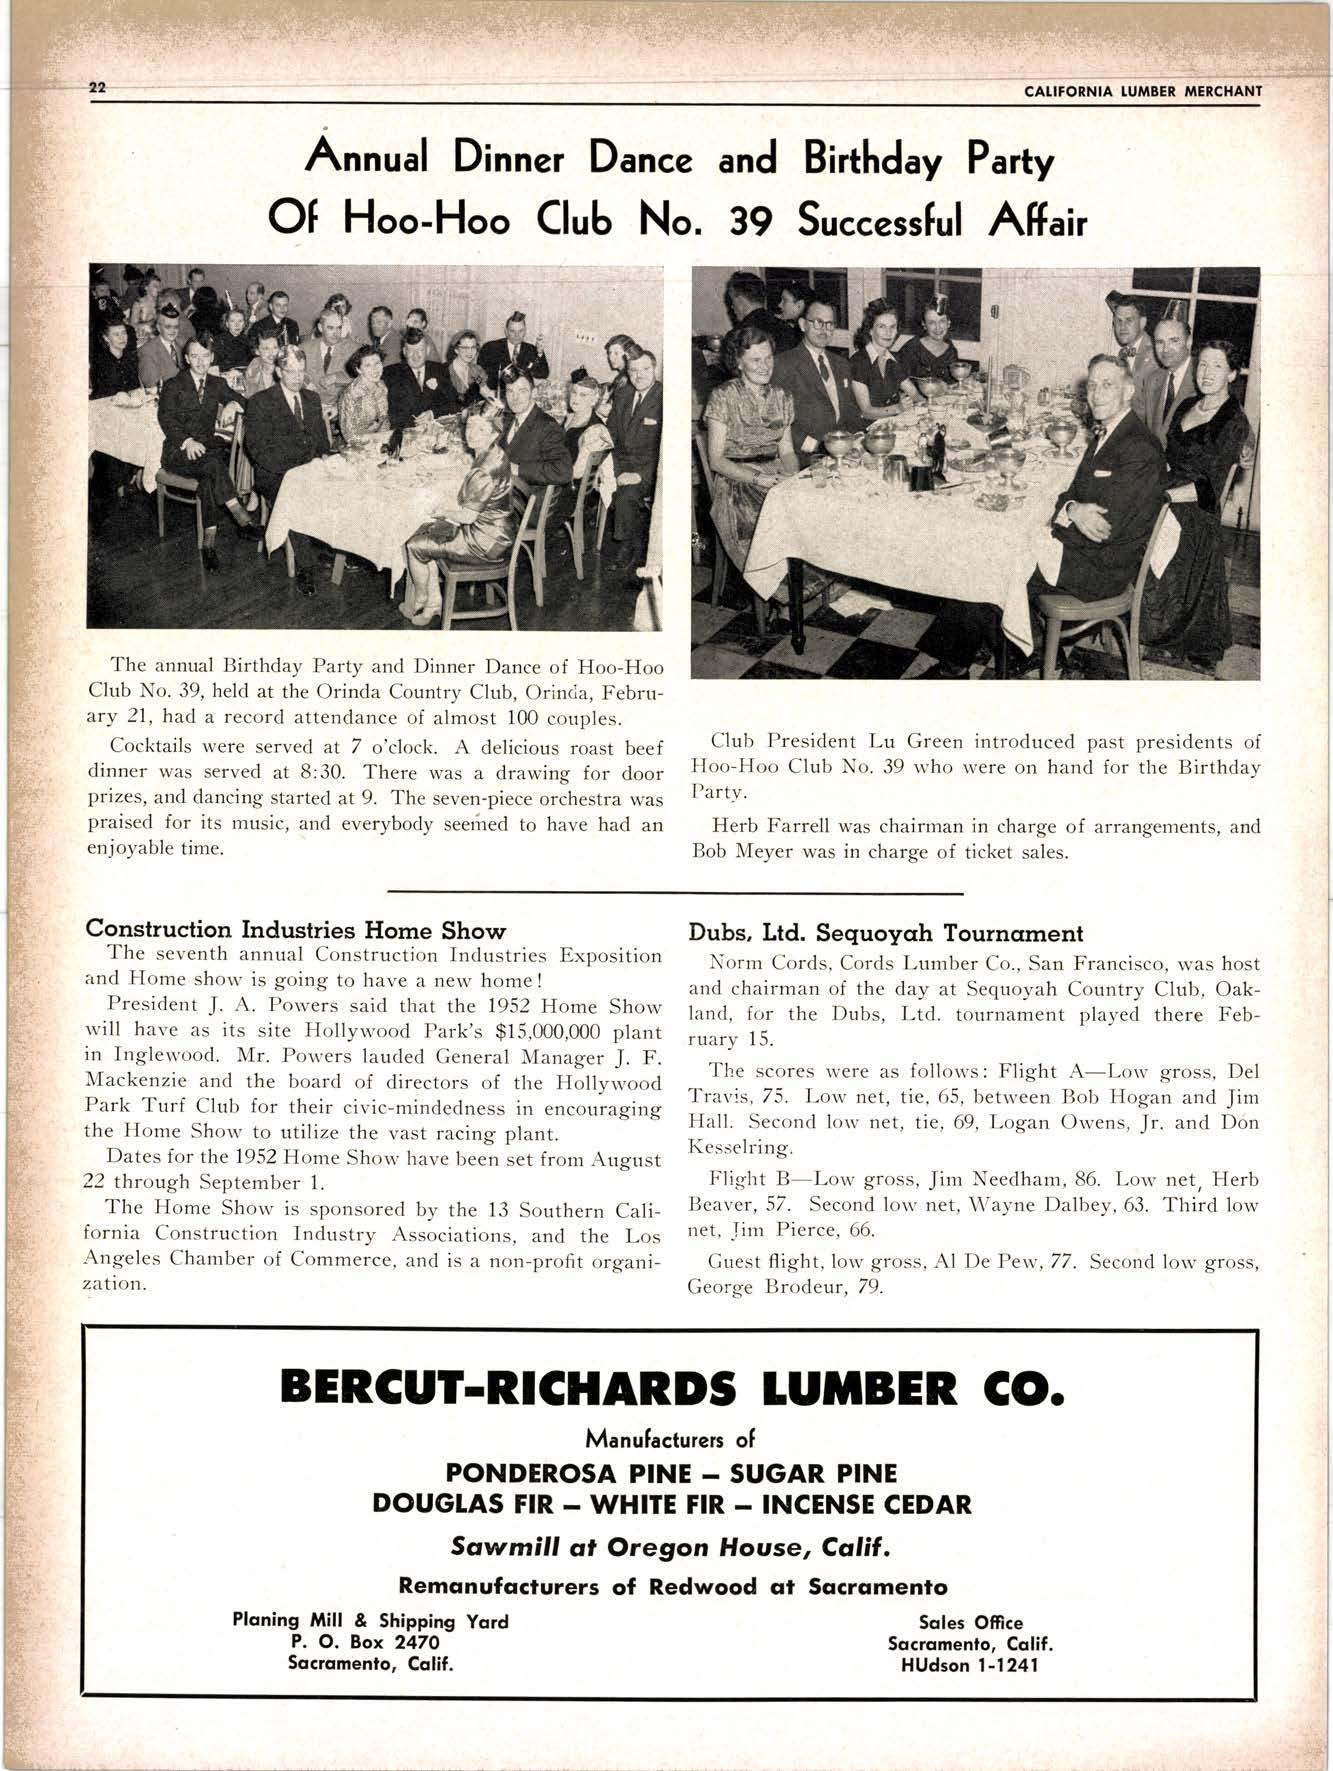 22
CALIFORNIA LUMBER MERCHANT
Annual Dinner Dance and Birthday Party
Of Hoo-Hoo Club No. 39 Successful Affair
The annual Birthday Party and Dinner Dance of Hoo-Hoo
Club No. 39, held at the Orinda Country Club, Orinda, Febru-
ary 21, had a record attendance of almost 100 couples.
Cocktails were served at 7 o'clock. A delicious roast beef
dinner was served at 8:30. There was a drawing for door
prizes, and dancing started at 9. The seven-piece orchestra was
praised for its music, and everybody seemed to have had an
enjoyable time.
Club President Lu Green introduced past presidents of
Hoo-Hoo Club No. 39 who were on hand for the Birthday
Party.
Herb Farrell was chairman in charge of arrangements, and
Bob Meyer was in charge of ticket sales.
Construction Industries Home Show
The seventh annual Construction Industries Exposition
and Home show is going to have a new home!
President J. A. Powers said that the 1952 Home Show
will have as its site Hollywood Park's $15,000,000 plant
in Inglewood. Mr. Powers lauded General Manager J. F.
Mackenzie and the board of directors of the Hollywood
Park Turf Club for their civic-mindedness in encouraging
the Home Show to utilize the vast racing plant.
Dates for the 1952 Home Show have been set from August
22 through September 1.
The Home Show is sponsored by the 13 Southern Cali-
fornia Construction Industry Associations, and the Los
Angeles Chamber of Commerce, and is a non-profit organi-
zation.
Dubs, Ltd. Sequoyah Tournament
Norm Cords, Cords Lumber Co., San Francisco, was host
and chairman of the day at Sequoyah Country Club, Oak-
land, for the Dubs, Ltd. tournament played there Feb-
ruary 15.
The scores were as follows: Flight A—Low gross, Del
Travis, 75. Low net, tie, 65, between Bob Hogan and Jim
Hall. Second low net, tie, 69, Logan Owens, Jr. and Don
Kesselring.
Flight B—Low gross, Jim Needham, 86. Low net, Herb
Beaver, 57. Second low net, Wayne Dalbey, 63. Third low
net, Jim Pierce, 66.
Guest flight, low gross, Al De Pew, 77. Second low gross,
George Brodeur, 79.
BERCUT-RICHARDS LUMBER CO.
Manufacturers of
PONDEROSA PINE — SUGAR PINE
DOUGLAS FIR — WHITE FIR — INCENSE CEDAR
Sawmill at Oregon House, Calif.
Remanufacturers of Redwood at Sacramento
Planing Mill & Shipping Yard
P. O. Box 2470
Sacramento, Calif.
Sales Office
Sacramento, Calif.
HUdson 1-1241